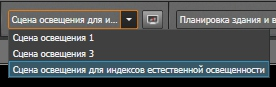 Сцена освещения для и...
Планировка здания и в
Сцена освещения 1
Сцена освещения 3
Сцена освещения для индексов естественной освещенности